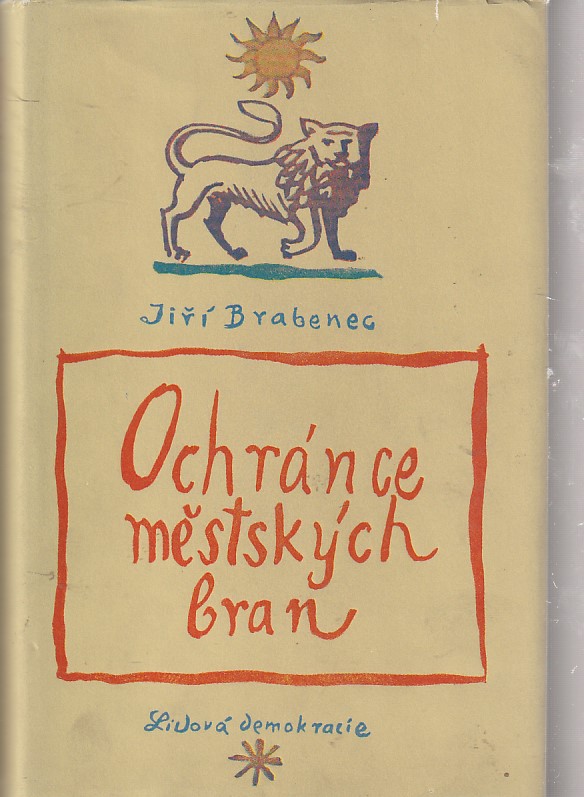 Jiří Brabenec
Ochránce
městských
bran
Lidová demokracie